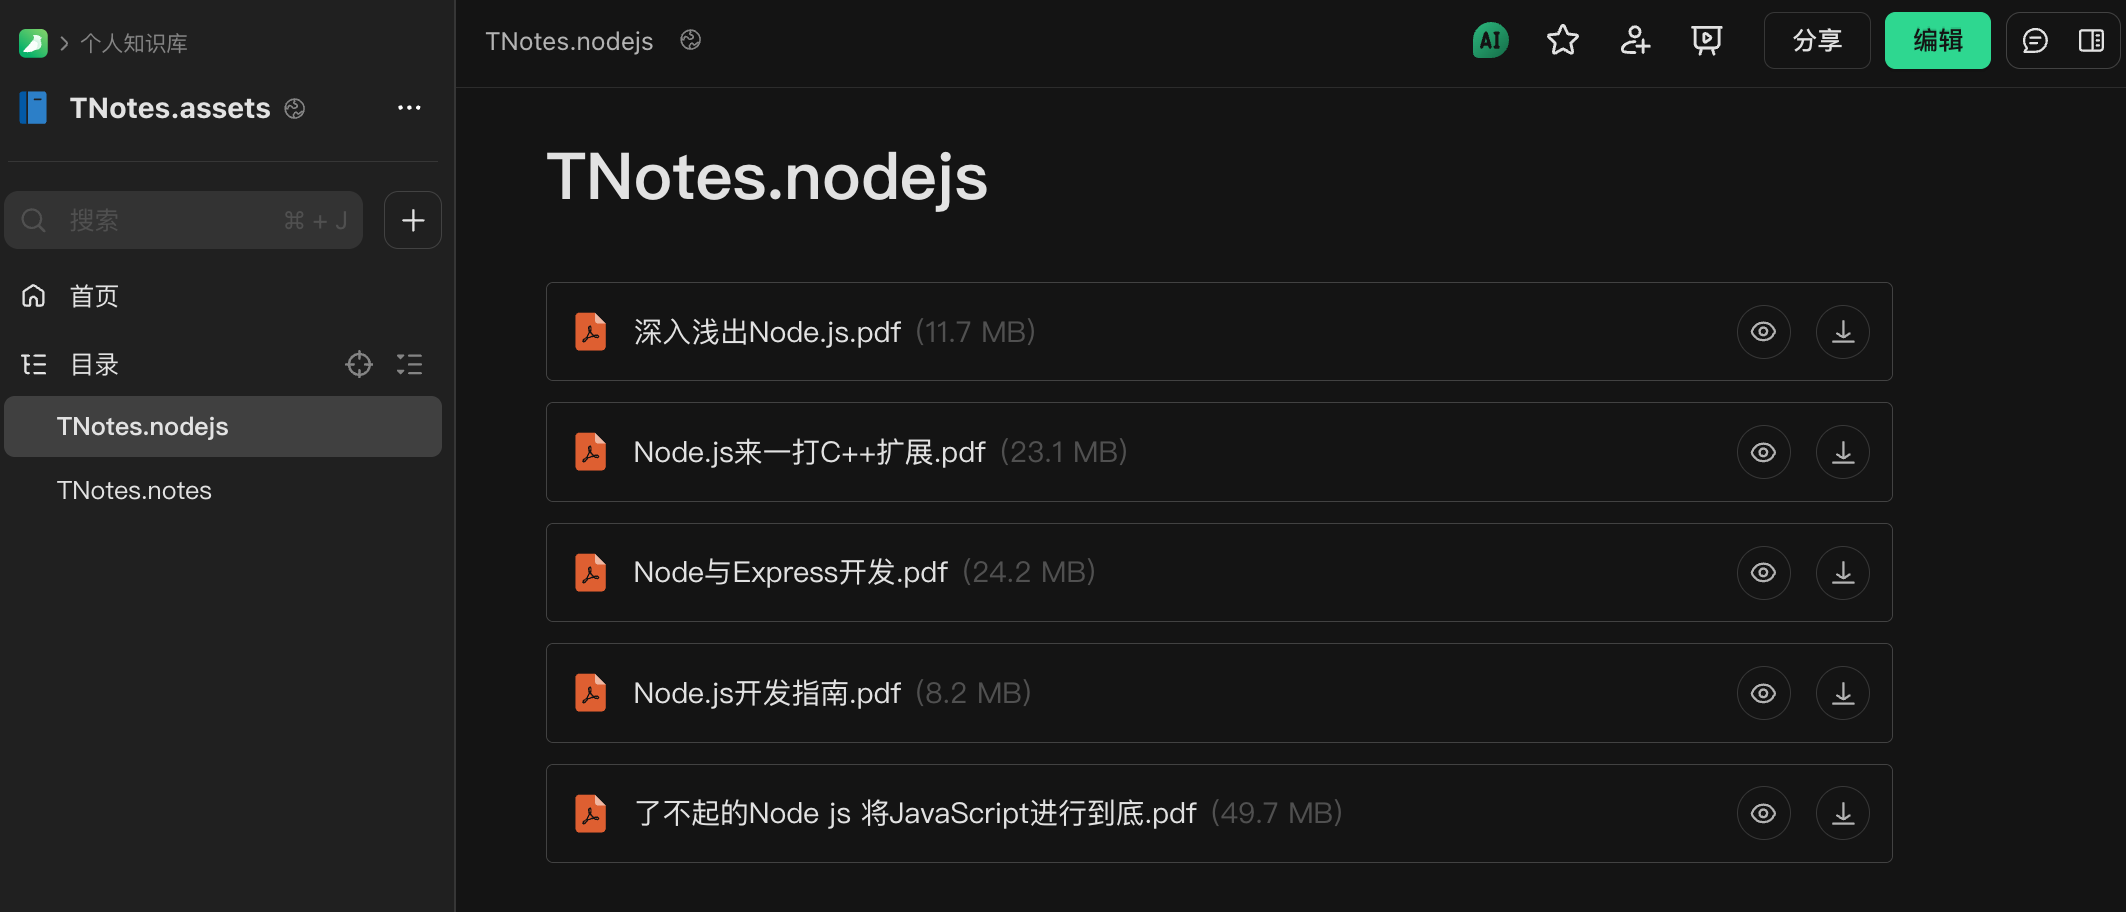 个人知识库
TNotes.assets
搜索 ⌘ + J
首页
目录
TNotes.nodejs
TNotes.notes
TNotes.nodejs
AI
分享
编辑
TNotes.nodejs
深入浅出Node.js.pdf (11.7 MB)
Node.js来一打C++扩展.pdf (23.1 MB)
Node与Express开发.pdf (24.2 MB)
Node.js开发指南.pdf (8.2 MB)
了不起的Node js 将JavaScript进行到底.pdf (49.7 MB)